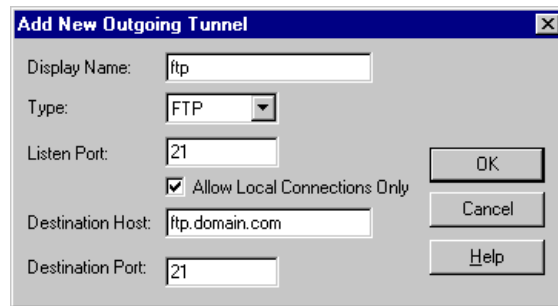 Add New Outgoing Tunnel
Display Name: ftp
Type: FTP
Listen Port: 21
OK
Allow Local Connections Only
Cancel
Destination Host: ftp.domain.com
Help
Destination Port: 21